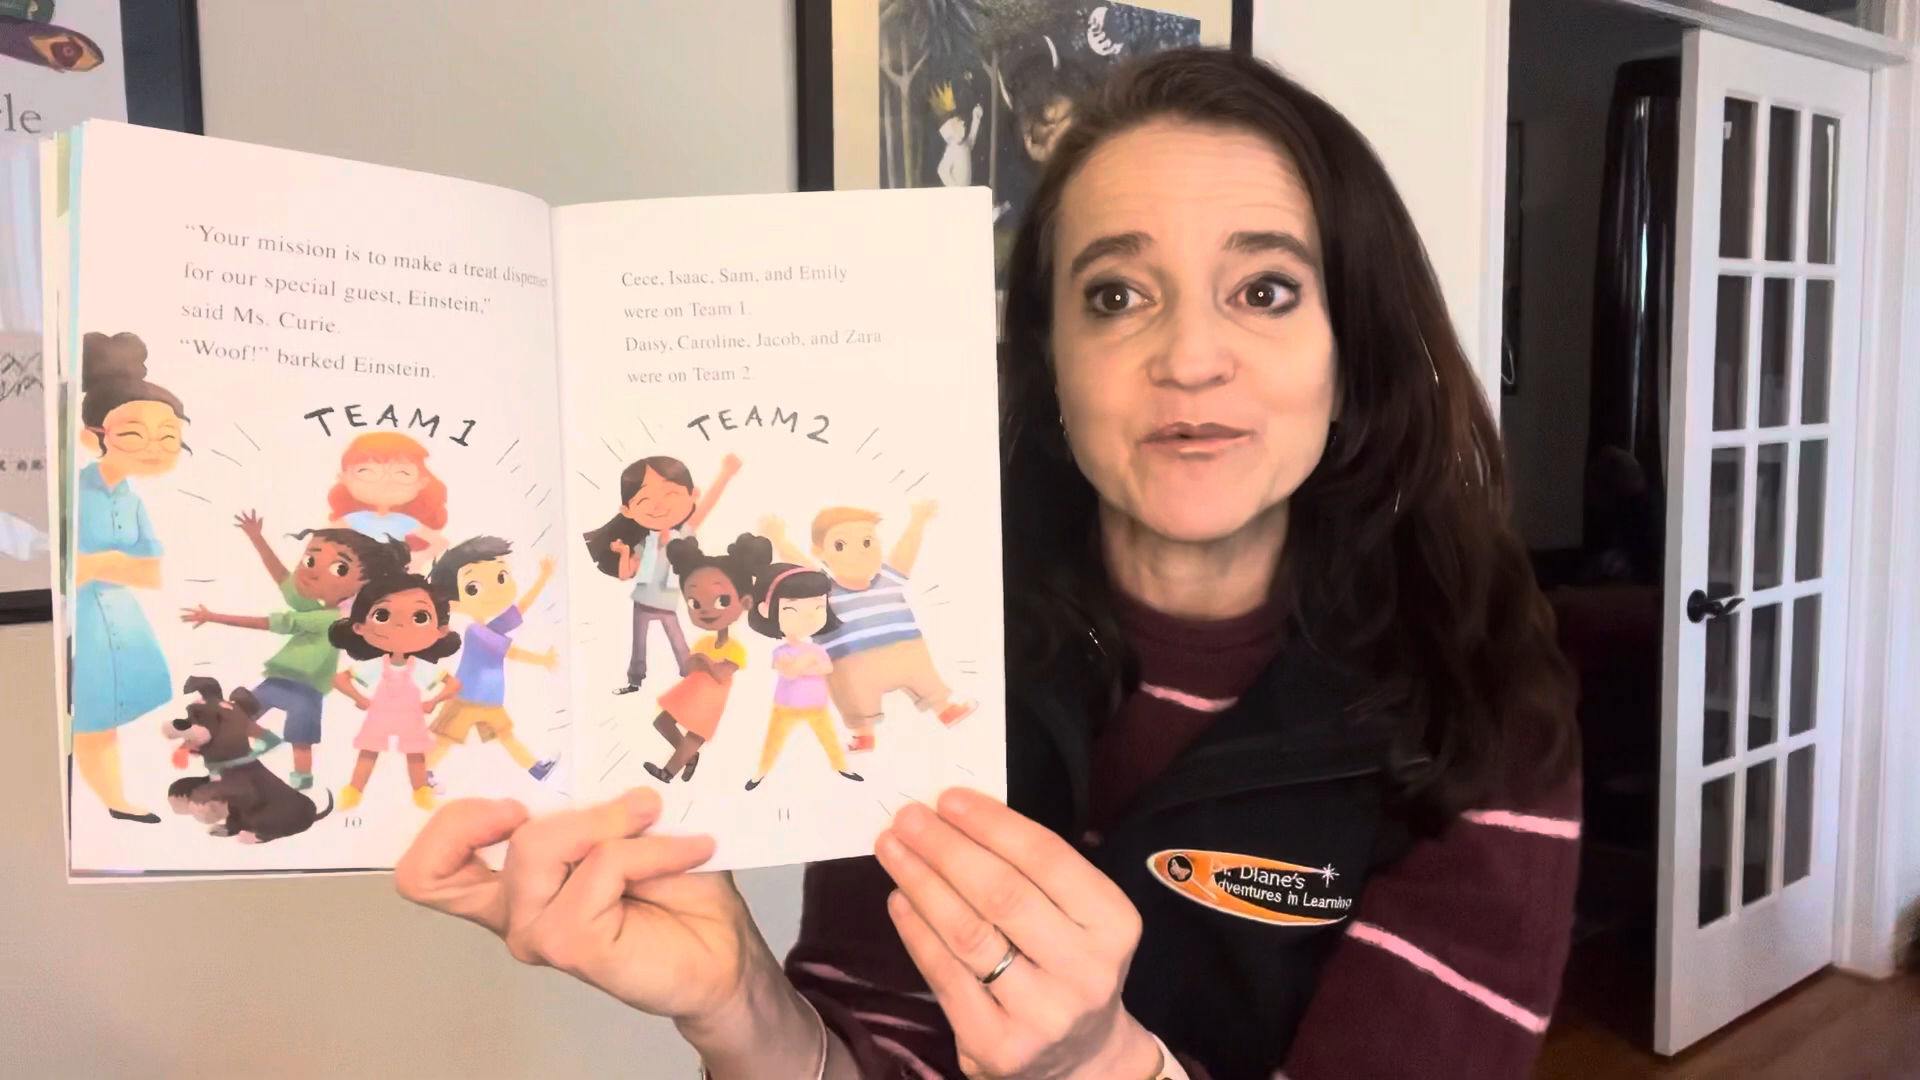 “Your mission is to make a treat dispenser
for our special guest, Einstein,”
said Ms. Curie.
“Woof!” barked Einstein.
TEAM 1
10
Cece, Isaac, Sam, and Emily
were on Team 1.
Daisy, Caroline, Jacob, and Zara
were on Team 2.
TEAM 2
11
Dr. Diane's
Adventures in Learning